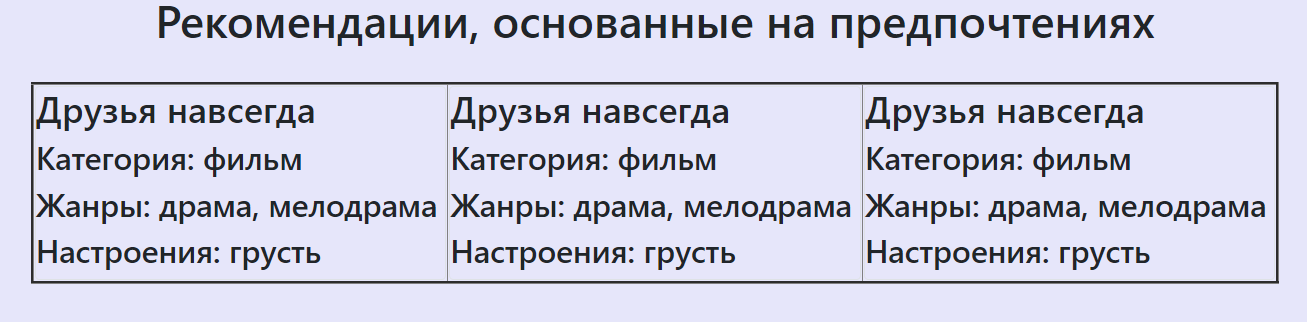 Рекомендации, основанные на предпочтениях
Друзья навсегда
Категория: фильм
Жанры: драма, мелодрама
Настроения: грусть
Друзья навсегда
Категория: фильм
Жанры: драма, мелодрама
Настроения: грусть
Друзья навсегда
Категория: фильм
Жанры: драма, мелодрама
Настроения: грусть